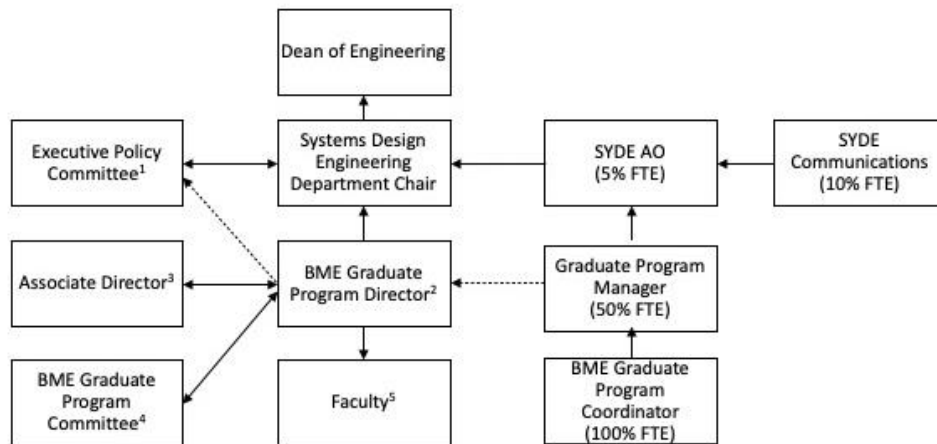 Dean of Engineering
Executive Policy
Committee¹
Systems Design
Engineering
Department Chair
SYDE AO
(5% FTE)
SYDE
Communications
(10% FTE)
Associate Director³
BME Graduate
Program Director²
Graduate Program
Manager
(50% FTE)
BME Graduate
Program
Committee⁴
Faculty⁵
BME Graduate
Program
Coordinator
(100% FTE)